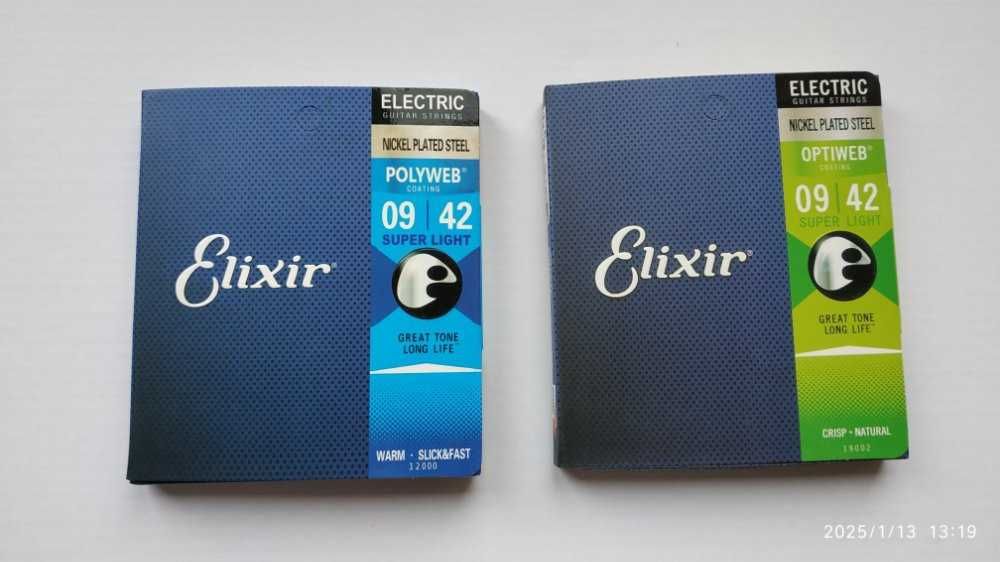 ELECTRIC
GUITAR STRINGS
NICKEL PLATED STEEL
POLYWEB®
COATING
09 | 42
SUPER LIGHT
Elixir®
GREAT TONE
LONG LIFE™
WARM · SLICK&FAST
12000
ELECTRIC
GUITAR STRINGS
NICKEL PLATED STEEL
OPTIWEB®
COATING
09 | 42
SUPER LIGHT
Elixir®
GREAT TONE
LONG LIFE™
CRISP · NATURAL
19002
2025/1/13 13:19